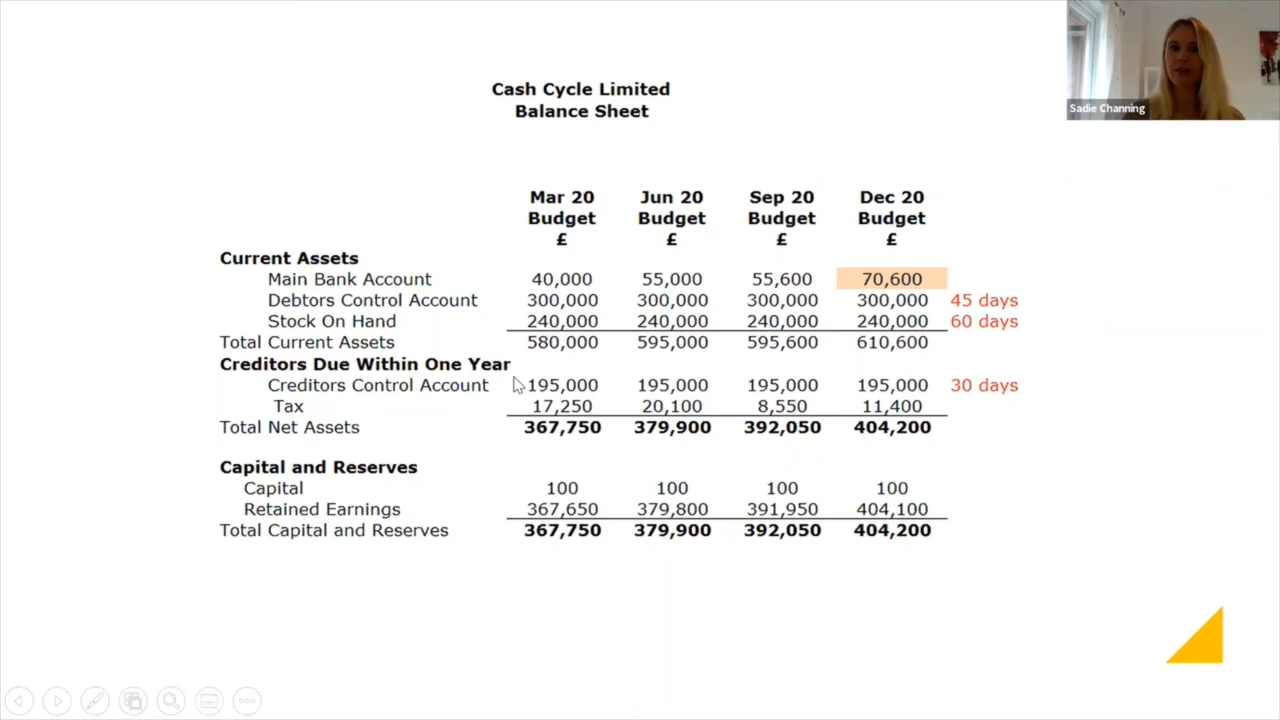 Sadie Channing
Cash Cycle Limited
Balance Sheet
Mar 20 Jun 20 Sep 20 Dec 20
Budget Budget Budget Budget
£ £ £ £
Current Assets
Main Bank Account 40,000 55,000 55,600 70,600
Debtors Control Account 300,000 300,000 300,000 300,000 45 days
Stock On Hand 240,000 240,000 240,000 240,000 60 days
Total Current Assets 580,000 595,000 595,600 610,600
Creditors Due Within One Year
Creditors Control Account 195,000 195,000 195,000 195,000 30 days
Tax 17,250 20,100 8,550 11,400
Total Net Assets 367,750 379,900 392,050 404,200
Capital and Reserves
Capital 100 100 100 100
Retained Earnings 367,650 379,800 391,950 404,100
Total Capital and Reserves 367,750 379,900 392,050 404,200